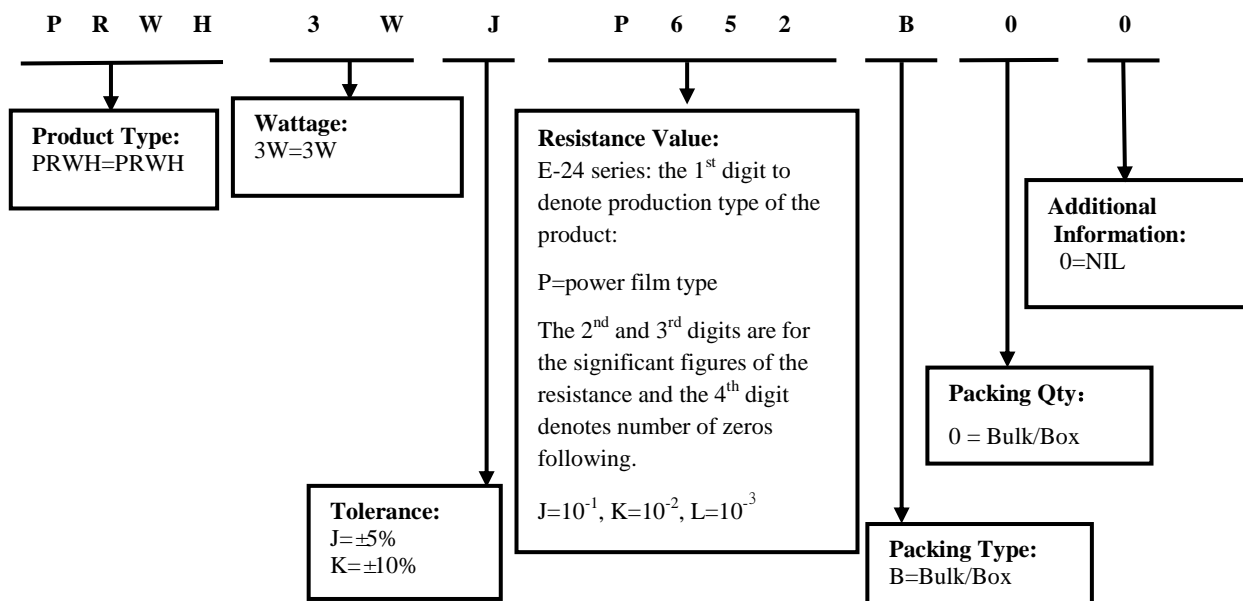 P R W H 3 W J P 6 5 2 B 0 0
Product Type:
PRWH=PRWH
Wattage:
3W=3W
Resistance Value:
E-24 series: the 1st digit to
denote production type of the
product:
P=power film type
The 2nd and 3rd digits are for
the significant figures of the
resistance and the 4th digit
denotes number of zeros
following.
J=10-1, K=10-2, L=10-3
Additional
Information:
0=NIL
Packing Qty：
0 = Bulk/Box
Tolerance:
J=±5%
K=±10%
Packing Type:
B=Bulk/Box